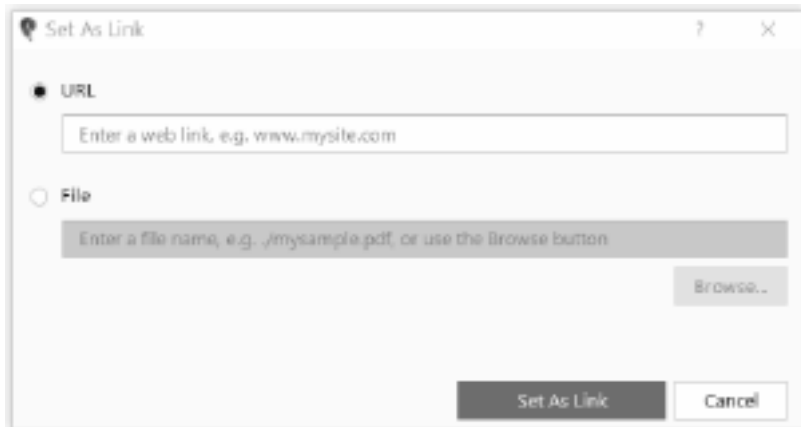 Set As Link ?
URL
Enter a web link, e.g. www.mysite.com
File
Enter a file name, e.g. ./mysample.pdf, or use the Browse button
Browse...
Set As Link Cancel